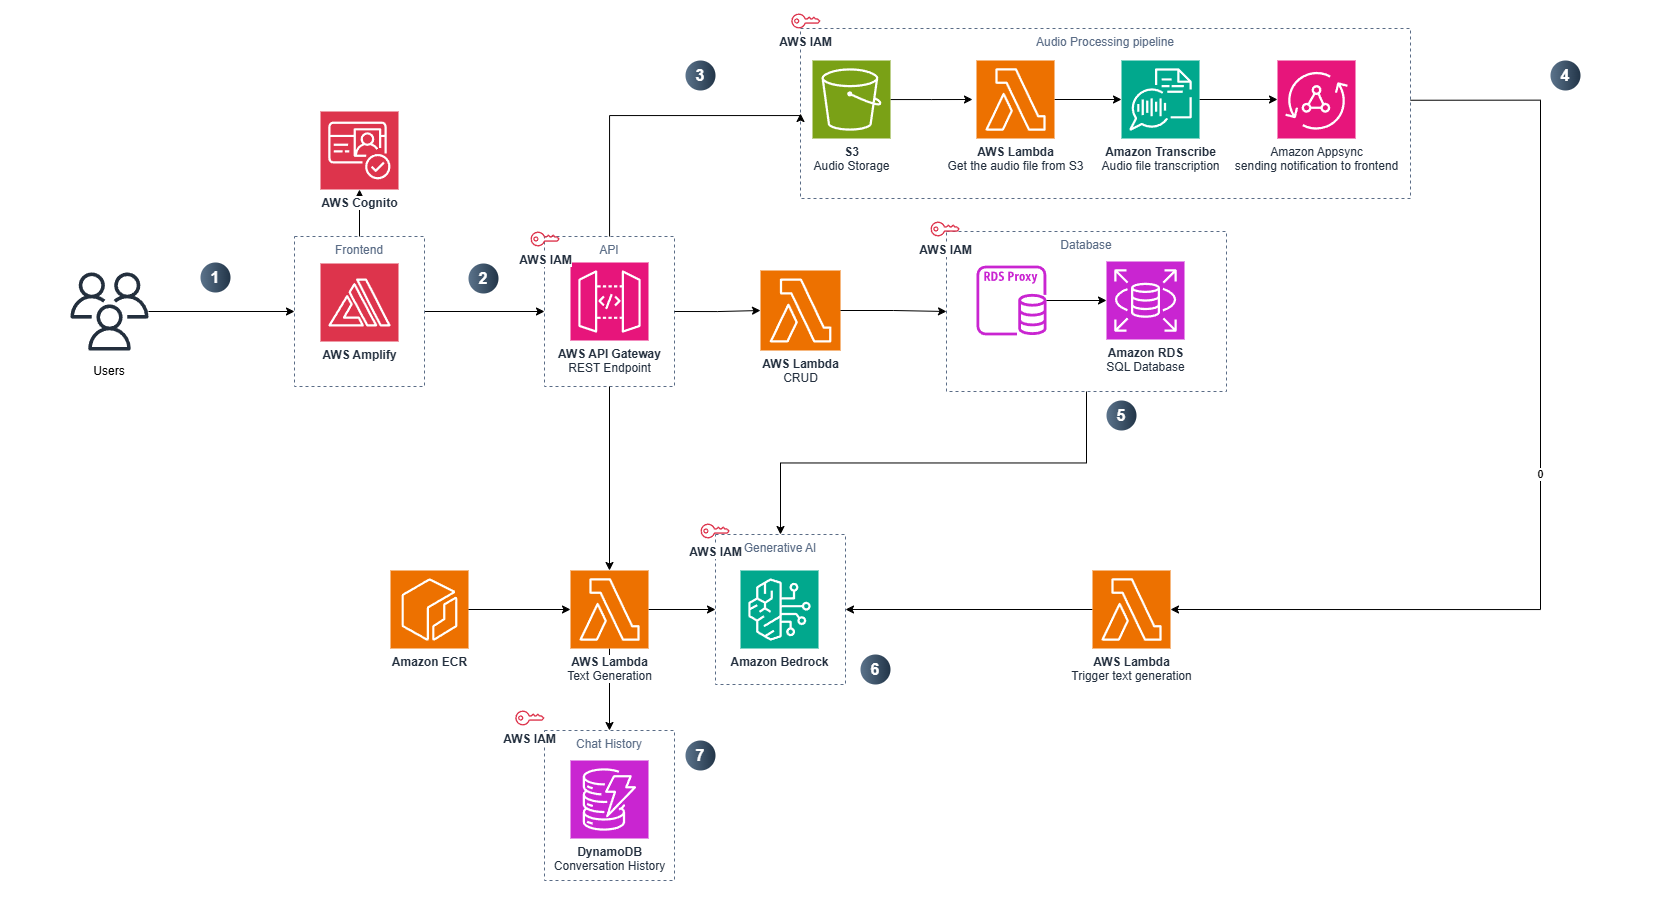 AWS IAM
Audio Processing pipeline
3
4
S3
Audio Storage
AWS Lambda
Get the audio file from S3
Amazon Transcribe
Audio file transcription
Amazon Appsync
sending notification to frontend
AWS Cognito
Frontend
AWS Amplify
1
2
Users
AWS IAM
API
</>
AWS API Gateway
REST Endpoint
AWS Lambda
CRUD
AWS IAM
Database
RDS Proxy
Amazon RDS
SQL Database
5
0
AWS IAM
Generative AI
Amazon ECR
AWS Lambda
Text Generation
Amazon Bedrock
6
AWS Lambda
Trigger text generation
AWS IAM
Chat History
7
DynamoDB
Conversation History